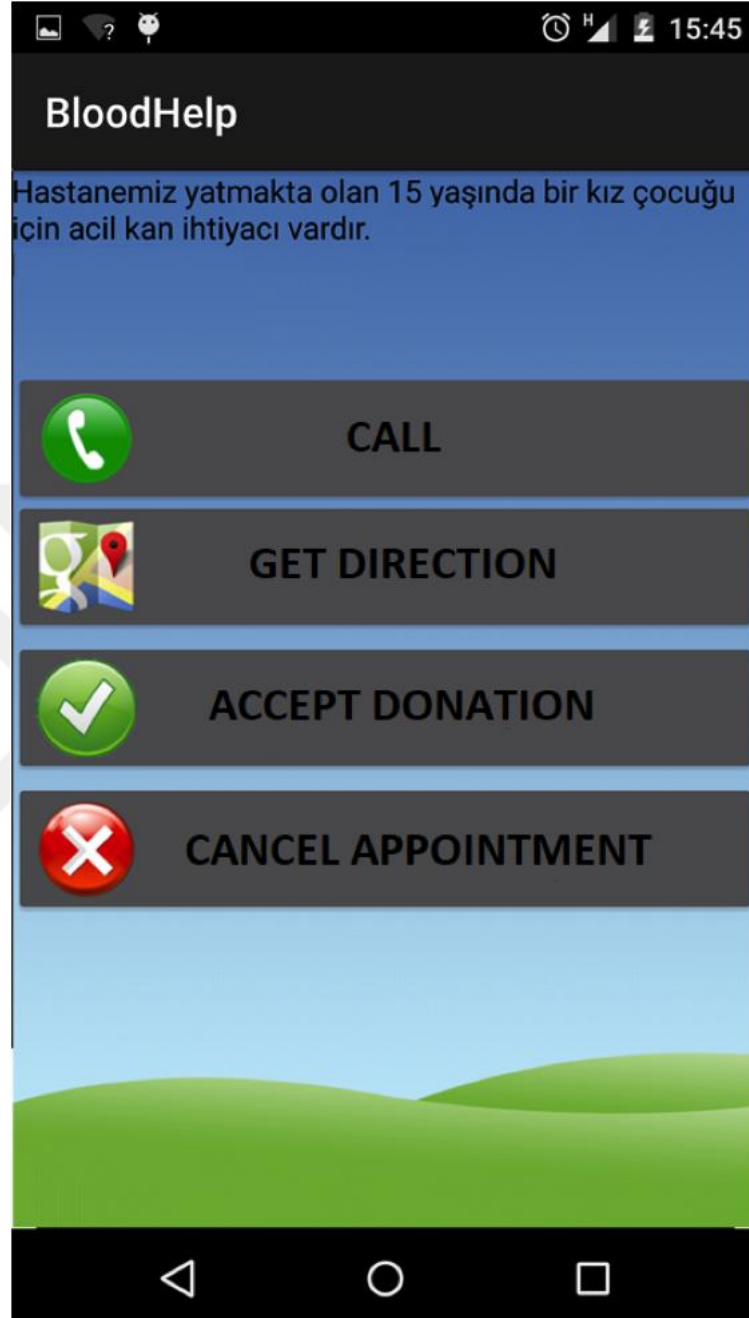 15:45
BloodHelp
Hastanemiz yatmakta olan 15 yaşında bir kız çocuğu
için acil kan ihtiyacı vardır.
CALL
GET DIRECTION
ACCEPT DONATION
CANCEL APPOINTMENT